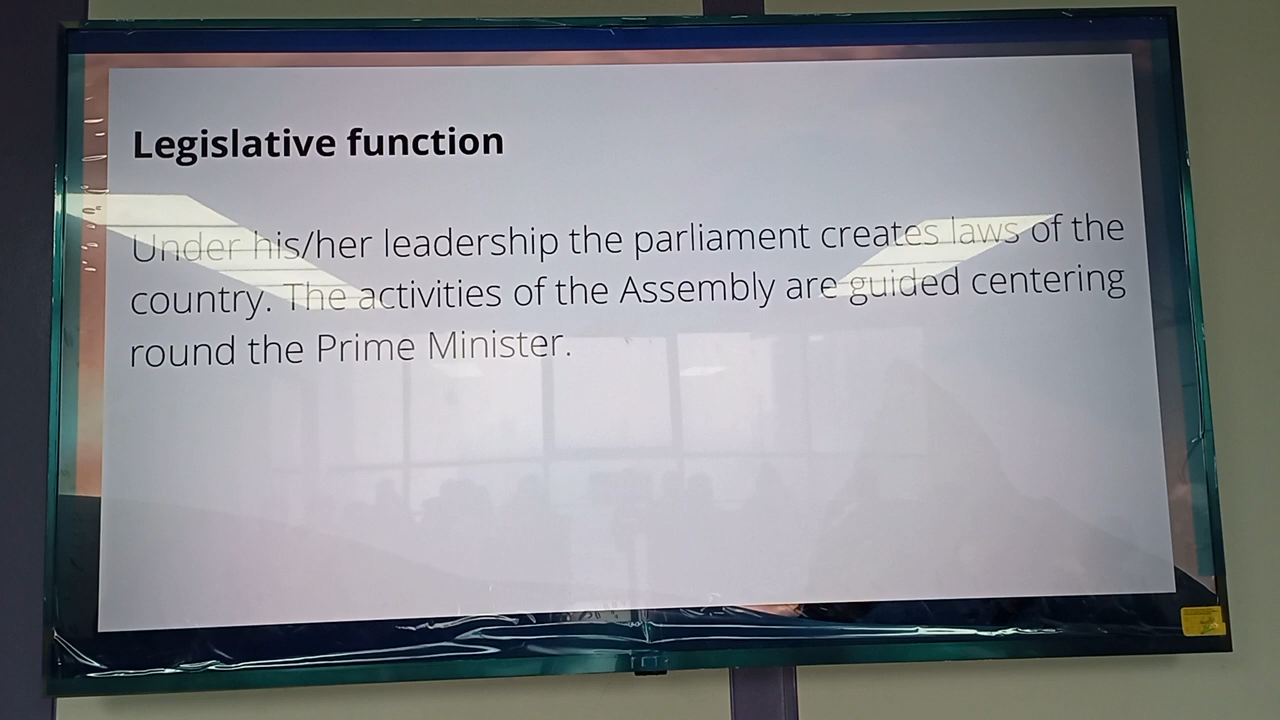 Legislative function
Under his/her leadership the parliament creates laws of the
country. The activities of the Assembly are guided centering
round the Prime Minister.